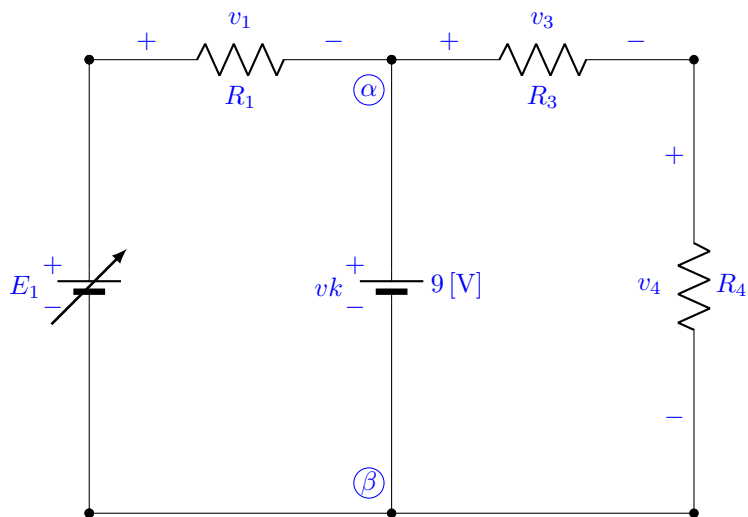 v₁ v₃
+ − + −
α
R₁ R₃
+
+ +
E₁ vk 9 [V] v₄ R₄
− −
−
β